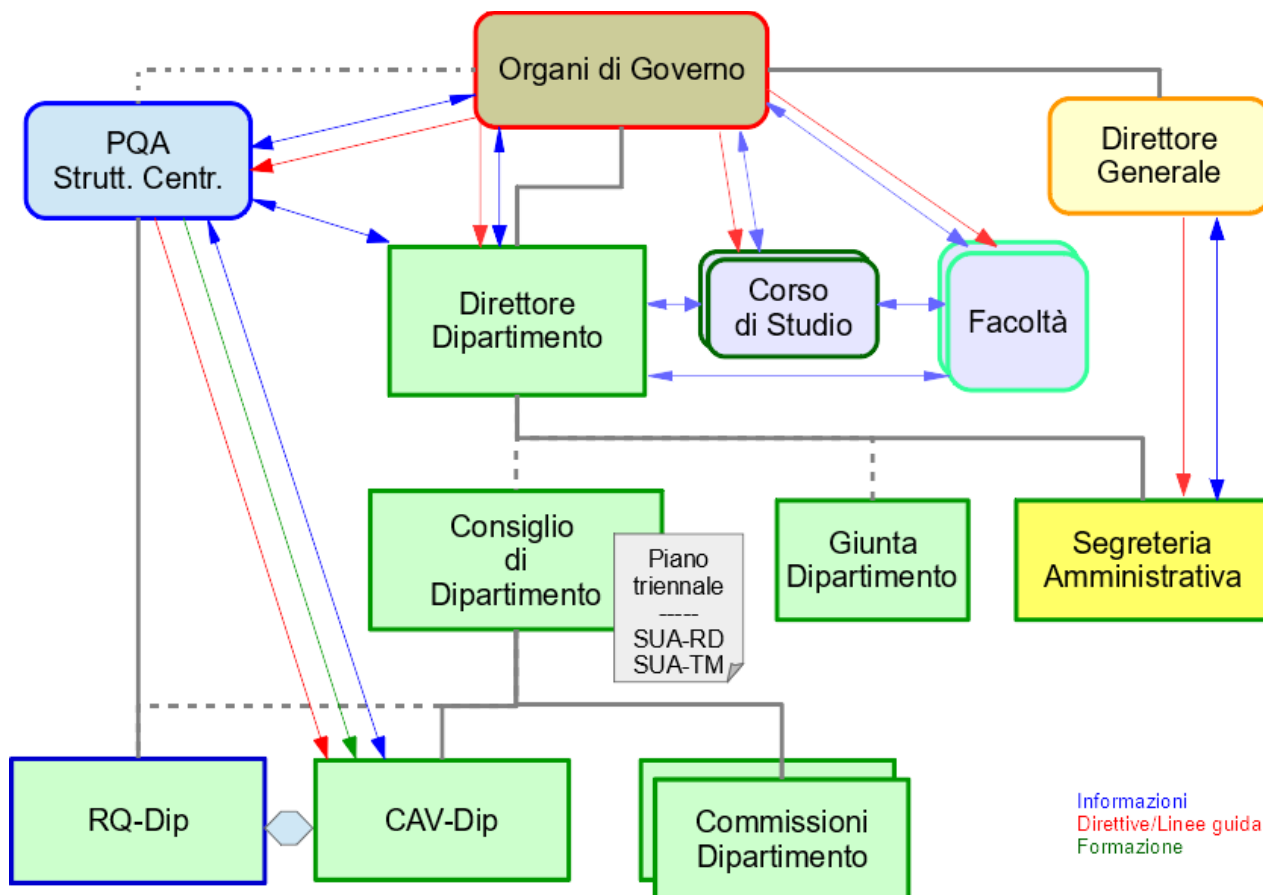 Organi di Governo
PQA
Strutt. Centr.
Direttore
Generale
Direttore
Dipartimento
Corso
di Studio
Facoltà
Consiglio
di
Dipartimento
Piano
triennale
-----
SUA-RD
SUA-TM
Giunta
Dipartimento
Segreteria
Amministrativa
RQ-Dip
CAV-Dip
Commissioni
Dipartimento
Informazioni
Direttive/Linee guida
Formazione